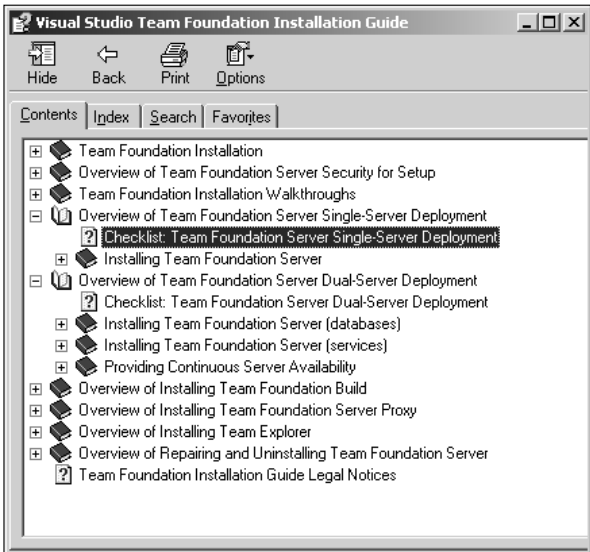 Visual Studio Team Foundation Installation Guide
Hide Back Print Options
Contents Index Search Favorites
Team Foundation Installation
Overview of Team Foundation Server Security for Setup
Team Foundation Installation Walkthroughs
Overview of Team Foundation Server Single-Server Deployment
Checklist: Team Foundation Server Single-Server Deployment
Installing Team Foundation Server
Overview of Team Foundation Server Dual-Server Deployment
Checklist: Team Foundation Server Dual-Server Deployment
Installing Team Foundation Server (databases)
Installing Team Foundation Server (services)
Providing Continuous Server Availability
Overview of Installing Team Foundation Build
Overview of Installing Team Foundation Server Proxy
Overview of Installing Team Explorer
Overview of Repairing and Uninstalling Team Foundation Server
Team Foundation Installation Guide Legal Notices